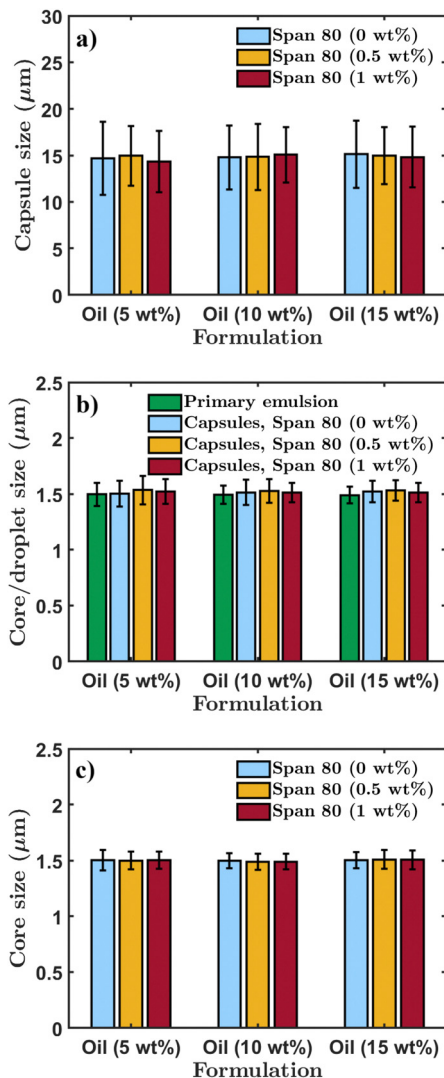 a)
Span 80 (0 wt%)
Span 80 (0.5 wt%)
Span 80 (1 wt%)
Capsule size (μm)
30
25
20
15
10
5
0
Oil (5 wt%) Oil (10 wt%) Oil (15 wt%)
Formulation
b)
Primary emulsion
Capsules, Span 80 (0 wt%)
Capsules, Span 80 (0.5 wt%)
Capsules, Span 80 (1 wt%)
Core/droplet size (μm)
2.5
2
1.5
1
0.5
0
Oil (5 wt%) Oil (10 wt%) Oil (15 wt%)
Formulation
c)
Span 80 (0 wt%)
Span 80 (0.5 wt%)
Span 80 (1 wt%)
Core size (μm)
2.5
2
1.5
1
0.5
0
Oil (5 wt%) Oil (10 wt%) Oil (15 wt%)
Formulation